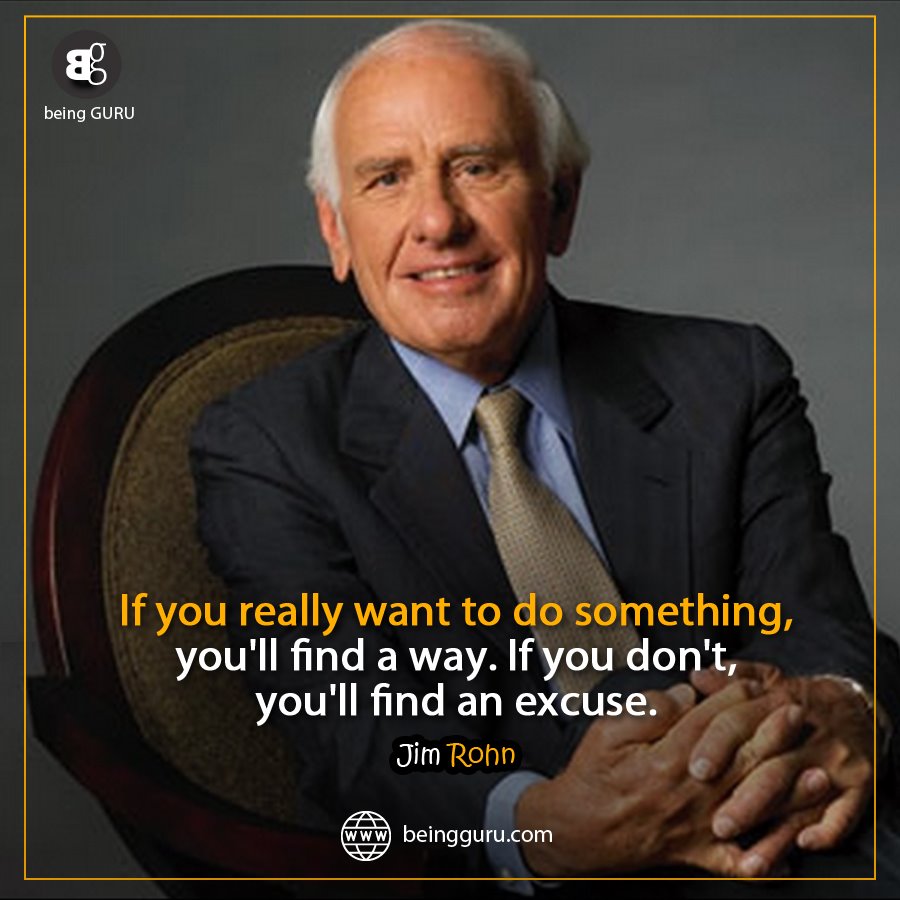 being GURU
If you really want to do something,
you'll find a way. If you don't,
you'll find an excuse.
Jim Rohn
www beingguru.com